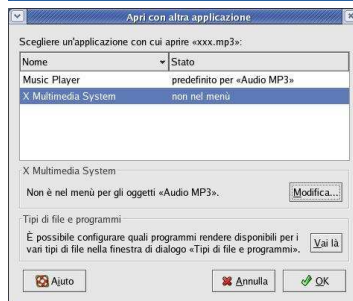 Apri con altra applicazione
Scegliere un'applicazione con cui aprire «xxx.mp3»:
Nome Stato
Music Player predefinito per «Audio MP3»
X Multimedia System non nel menù
X Multimedia System
Non è nel menù per gli oggetti «Audio MP3». Modifica...
Tipi di file e programmi
È possibile configurare quali programmi rendere disponibili per i
vari tipi di file nella finestra di dialogo «Tipi di file e programmi». Vai là
Aiuto Annulla OK